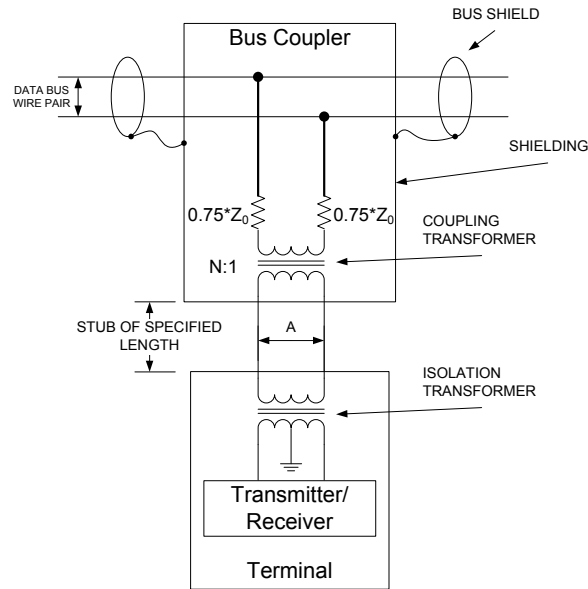 Bus Coupler
BUS SHIELD
DATA BUS
WIRE PAIR
SHIELDING
0.75*Z₀
0.75*Z₀
COUPLING
TRANSFORMER
N:1
STUB OF SPECIFIED
LENGTH
A
ISOLATION
TRANSFORMER
Transmitter/
Receiver
Terminal